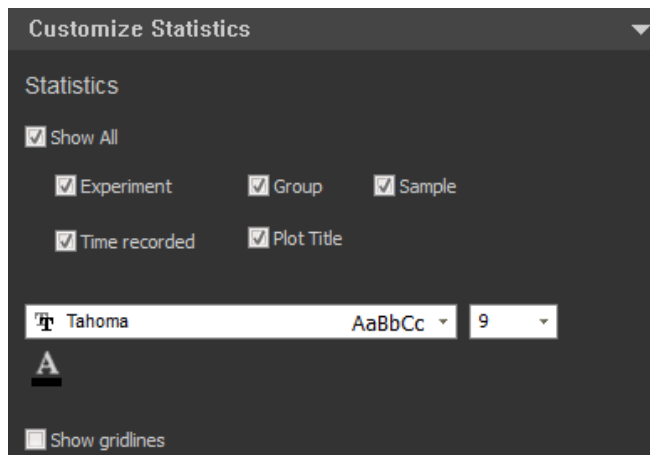 Customize Statistics
Statistics
Show All
Experiment Group Sample
Time recorded Plot Title
Tahoma AaBbCc 9
A
Show gridlines